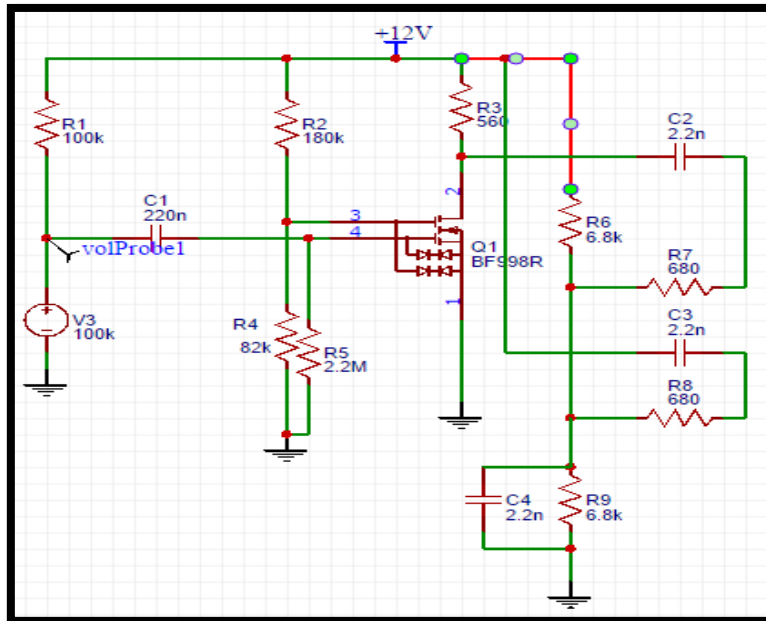 +12V
R1
100k
R2
180k
R3
560
C2
2.2n
C1
220n
volProbe1
3
4
2
1
Q1
BF998R
R6
6.8k
R7
680
V3
100k
R4
82k
R5
2.2M
C3
2.2n
R8
680
C4
2.2n
R9
6.8k